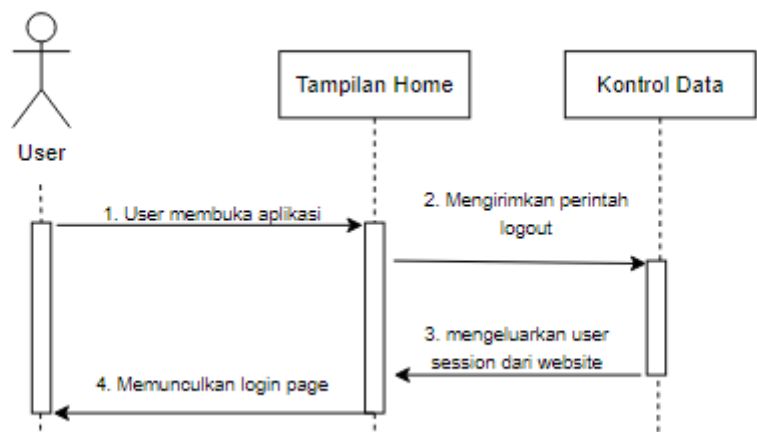 Tampilan Home
Kontrol Data
User
1. User membuka aplikasi
2. Mengirimkan perintah
logout
3. mengeluarkan user
session dari website
4. Memunculkan login page